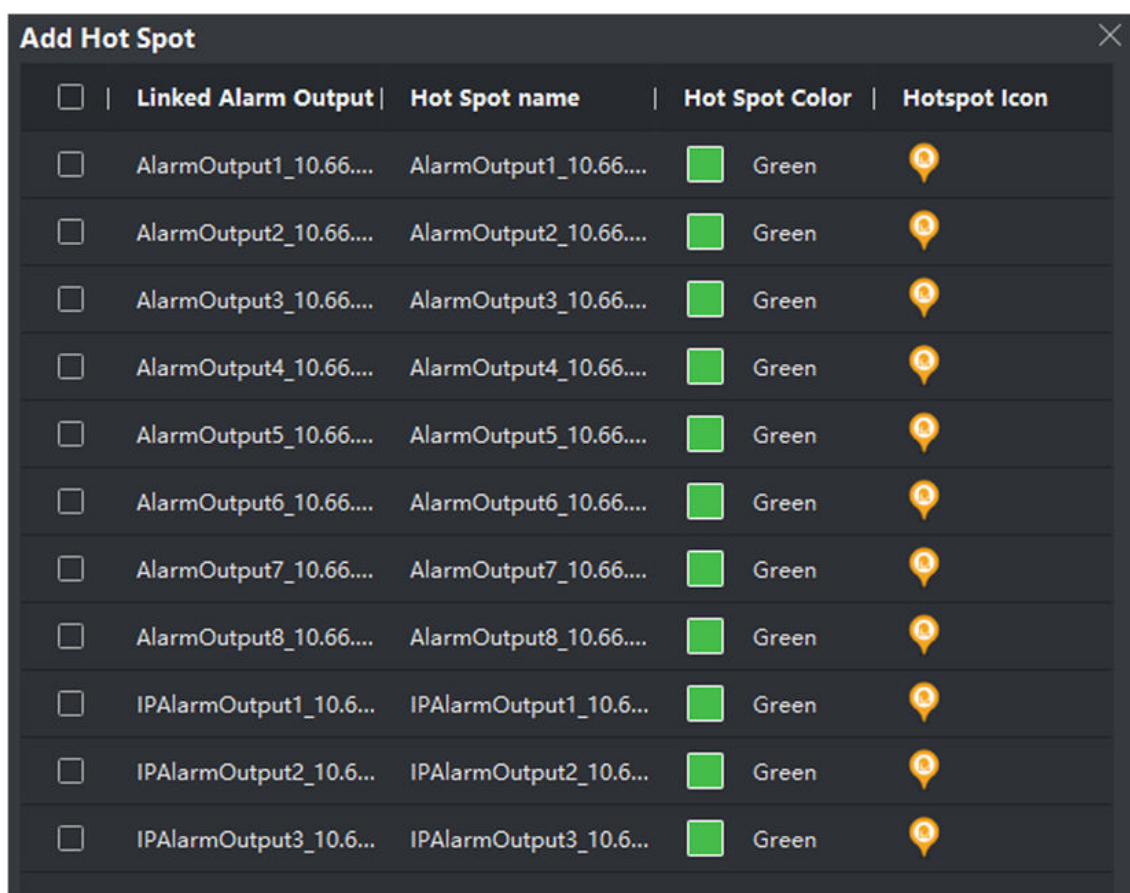 Add Hot Spot
Linked Alarm Output | Hot Spot name | Hot Spot Color | Hotspot Icon
AlarmOutput1_10.66.... AlarmOutput1_10.66.... Green
AlarmOutput2_10.66.... AlarmOutput2_10.66.... Green
AlarmOutput3_10.66.... AlarmOutput3_10.66.... Green
AlarmOutput4_10.66.... AlarmOutput4_10.66.... Green
AlarmOutput5_10.66.... AlarmOutput5_10.66.... Green
AlarmOutput6_10.66.... AlarmOutput6_10.66.... Green
AlarmOutput7_10.66.... AlarmOutput7_10.66.... Green
AlarmOutput8_10.66.... AlarmOutput8_10.66.... Green
IPAlarmOutput1_10.6... IPAlarmOutput1_10.6... Green
IPAlarmOutput2_10.6... IPAlarmOutput2_10.6... Green
IPAlarmOutput3_10.6... IPAlarmOutput3_10.6... Green